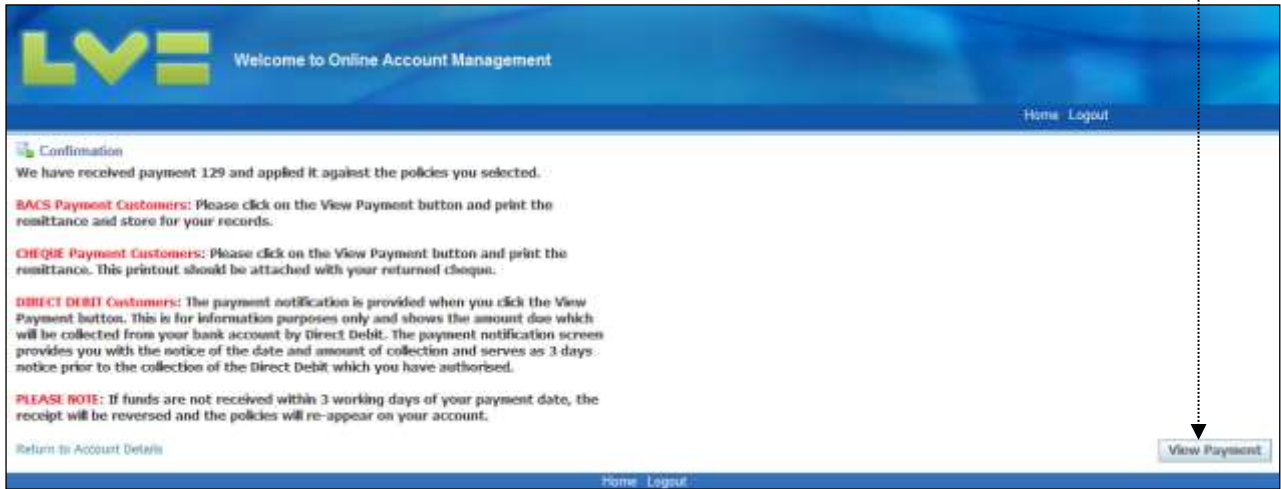 LV=
Welcome to Online Account Management
Home Logout
Confirmation
We have received payment 129 and applied it against the policies you selected.
BACS Payment Customers: Please click on the View Payment button and print the
remittance and store for your records.
CHEQUE Payment Customers: Please click on the View Payment button and print the
remittance. This printout should be attached with your returned cheque.
DIRECT DEBIT Customers: The payment notification is provided when you click the View
Payment button. This is for information purposes only and shows the amount due which
will be collected from your bank account by Direct Debit. The payment notification screen
provides you with the notice of the date and amount of collection and serves as 3 days
notice prior to the collection of the Direct Debit which you have authorised.
PLEASE NOTE: If funds are not received within 3 working days of your payment date, the
receipt will be reversed and the policies will re-appear on your account.
Return to Account Details
View Payment
Home Logout